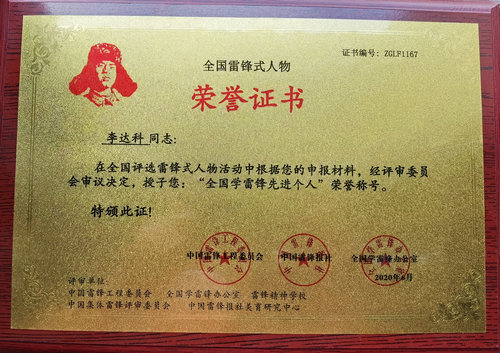 证书编号：ZGLF1167
全国雷锋式人物
荣誉证书
李达科同志：
在全国评选雷锋式人物活动中根据您的申报材料，经评审委员
会审议决定，授予您：“全国学雷锋先进个人”荣誉称号。
特颁此证！
中国雷锋工程委员会 中国雷锋报社 全国学雷锋办公室
2020年6月
评审单位：
中国雷锋工程委员会 全国学雷锋办公室 雷锋精神学校
中国集体雷锋评审委员会 中国雷锋报社美育研究中心